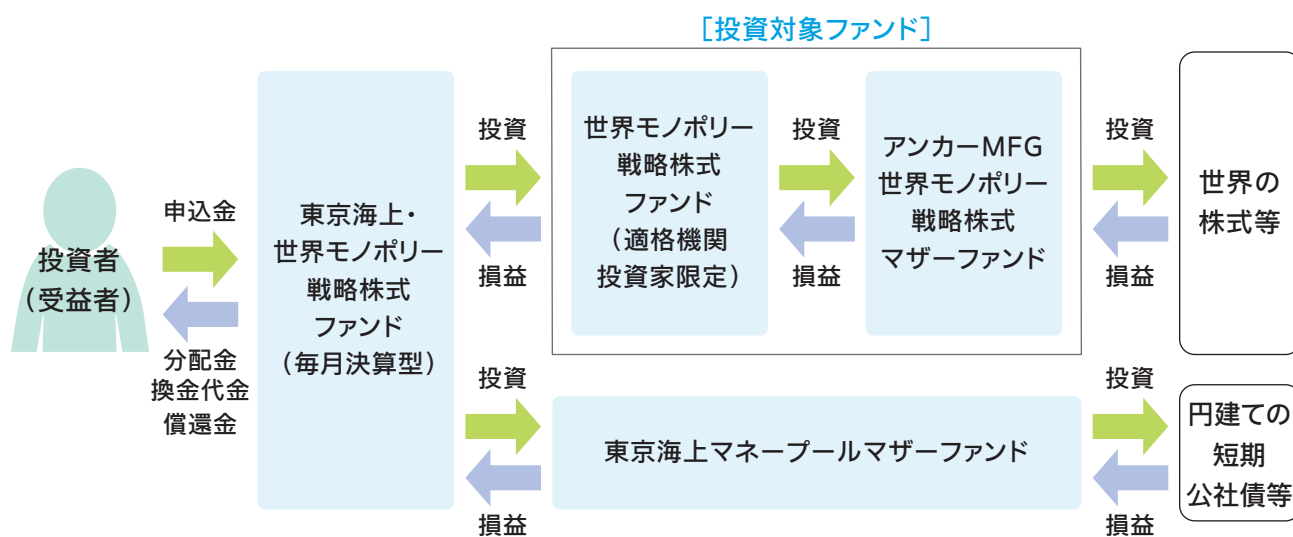 ［投資対象ファンド］
投資者
（受益者）
申込金
分配金
換金代金
償還金
東京海上・
世界モノポリー
戦略株式
ファンド
（毎月決算型）
投資
損益
世界モノポリー
戦略株式
ファンド
（適格機関
投資家限定）
投資
損益
アンカーMFG
世界モノポリー
戦略株式
マザーファンド
投資
損益
世界の
株式等
投資
損益
東京海上マネープールマザーファンド
投資
損益
円建ての
短期
公社債等